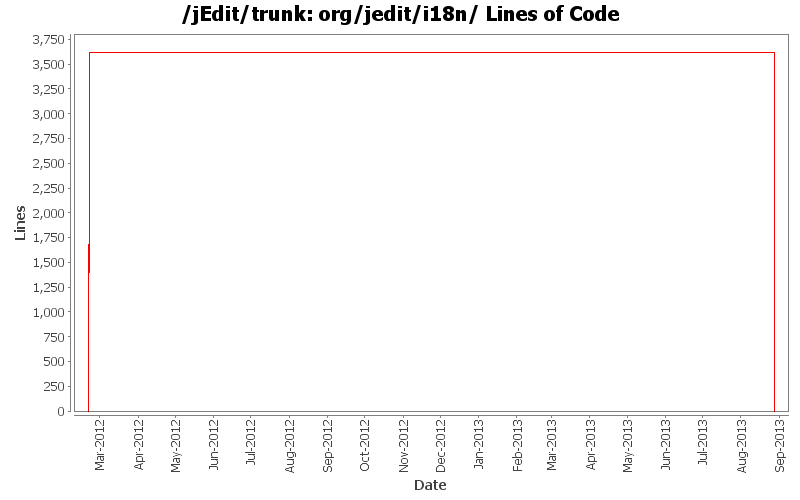 /jEdit/trunk: org/jedit/i18n/ Lines of Code
3,750
3,500
3,250
3,000
2,750
2,500
2,250
2,000
1,750
1,500
1,250
1,000
750
500
250
0
Lines
Mar-2012
Apr-2012
May-2012
Jun-2012
Jul-2012
Aug-2012
Sep-2012
Oct-2012
Nov-2012
Dec-2012
Jan-2013
Feb-2013
Mar-2013
Apr-2013
May-2013
Jun-2013
Jul-2013
Aug-2013
Sep-2013
Date